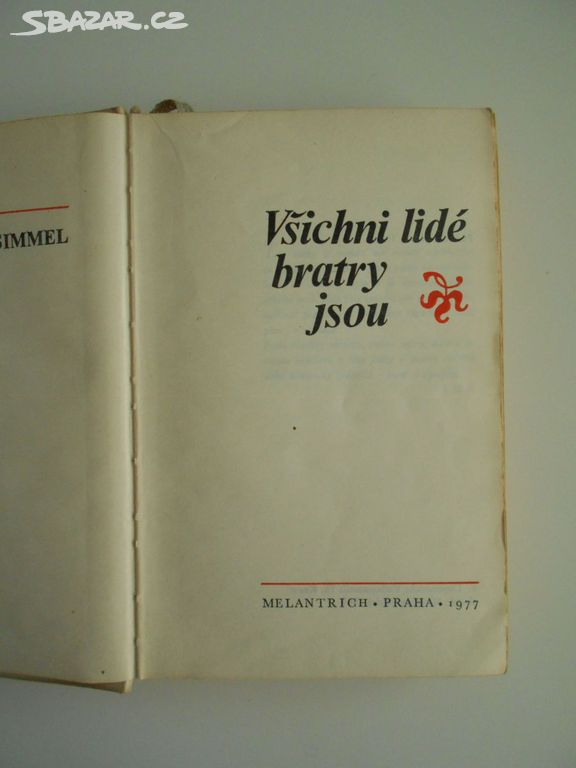 SBAZAR.CZ
SIMMEL
Všichni lidé
bratry
jsou
MELANTRICH • PRAHA • 1977